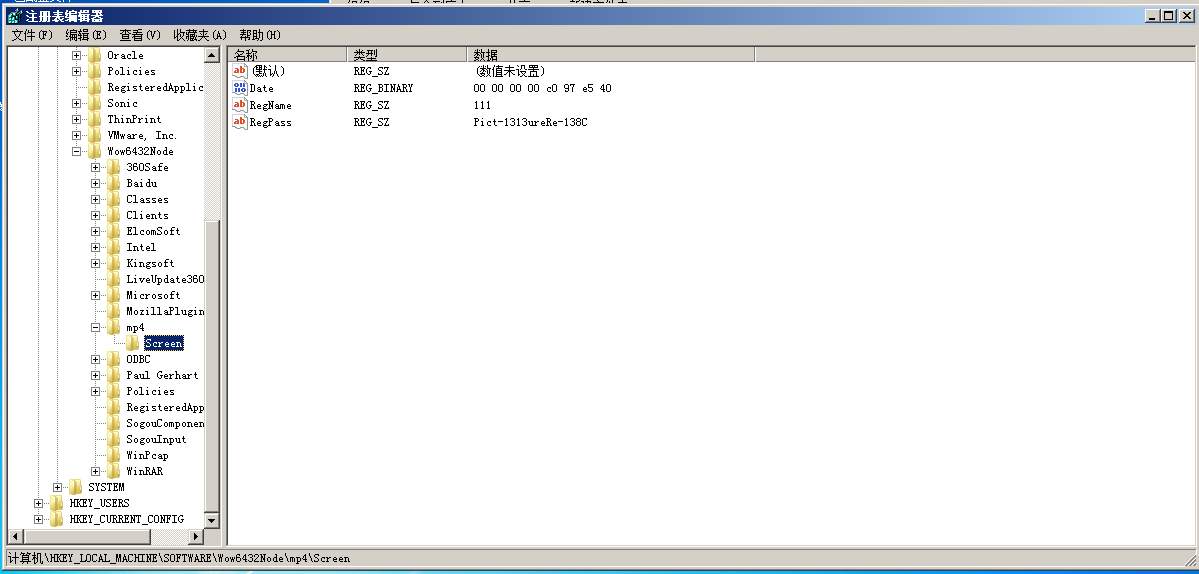 注册表编辑器
文件(F) 编辑(E) 查看(V) 收藏夹(A) 帮助(H)
名称 类型 数据
(默认) REG_SZ (数值未设置)
Date REG_BINARY 00 00 00 00 c0 97 e5 40
RegName REG_SZ 111
RegPass REG_SZ Pict-1313ureRe-138C
Oracle
Policies
RegisteredApplic
Sonic
ThinPrint
VMware, Inc.
Wow6432Node
360Safe
Baidu
Classes
Clients
ElcomSoft
Intel
Kingsoft
LiveUpdate360
Microsoft
MozillaPlugin
mp4
Screen
ODBC
Paul Gerhart
Policies
RegisteredApp
SogouComponen
SogouInput
WinPcap
WinRAR
SYSTEM
HKEY_USERS
HKEY_CURRENT_CONFIG
计算机\HKEY_LOCAL_MACHINE\SOFTWARE\Wow6432Node\mp4\Screen